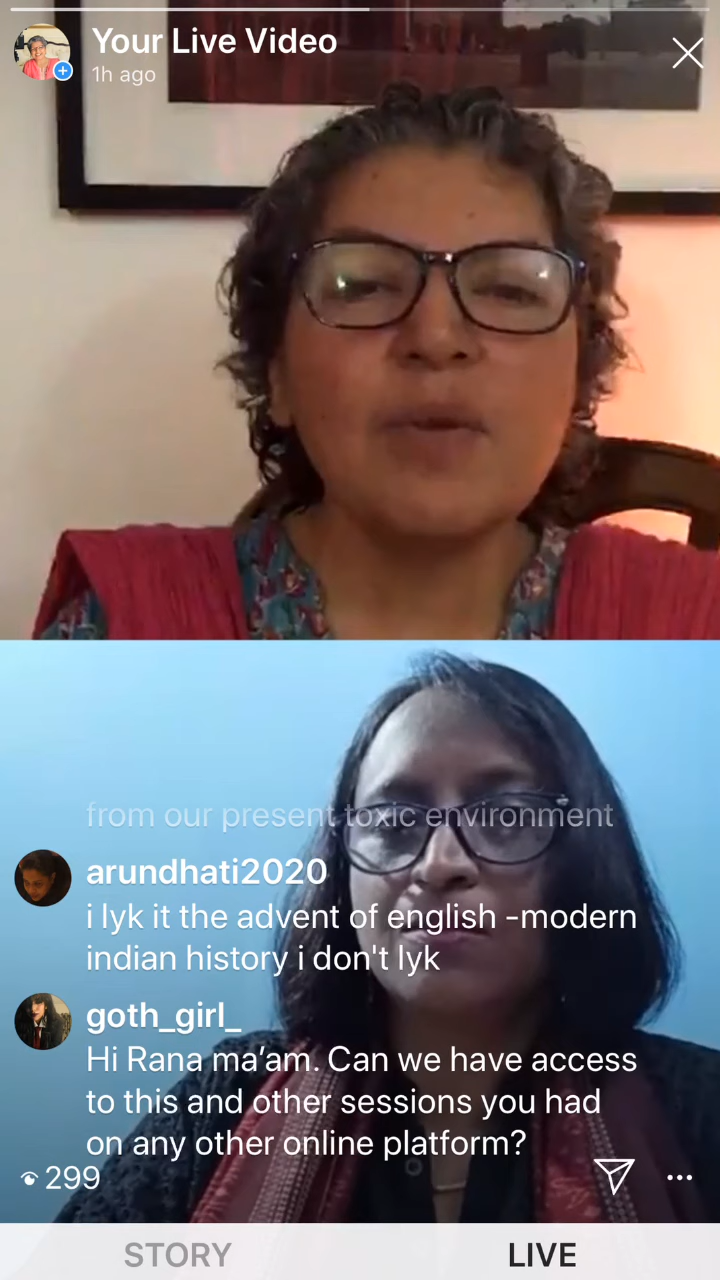 Your Live Video
1h ago
from our present toxic environment
arundhati2020
i lyk it the advent of english -modern
indian history i don't lyk
goth_girl_
Hi Rana ma’am. Can we have access
to this and other sessions you had
on any other online platform?
299
STORY
LIVE